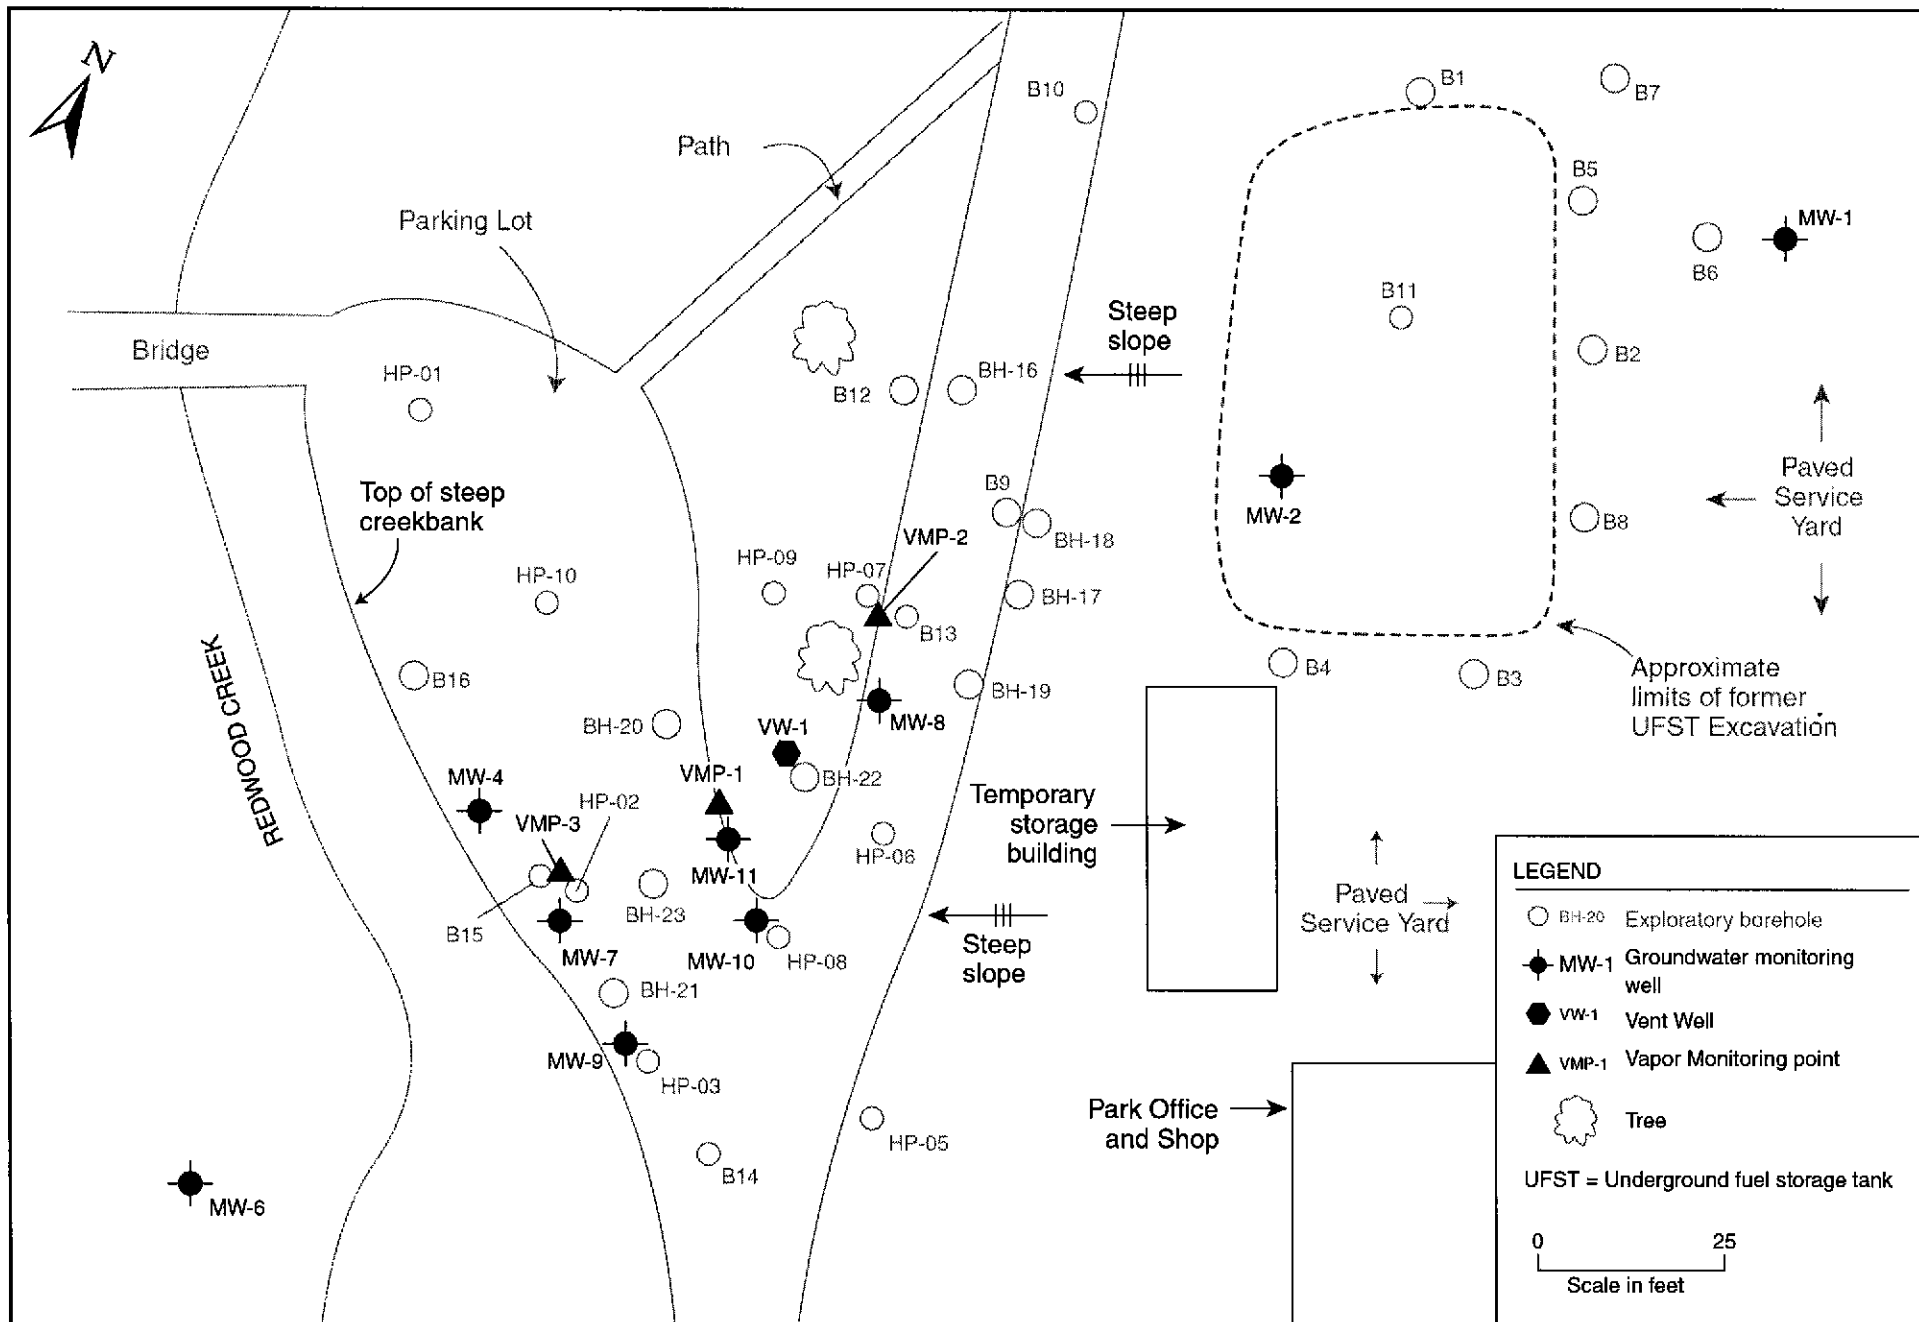 N
B10
B1
B7
Path
B5
Parking Lot
MW-1
B6
B11
Steep
slope
Bridge
B2
HP-01
BH-16
B12
Paved
Service
Yard
Top of steep
creekbank
B9
MW-2
B8
VMP-2
BH-18
HP-09
HP-07
HP-10
BH-17
B13
REDWOOD CREEK
B4
B3
Approximate
limits of former
UFST Excavation
B16
BH-19
MW-8
BH-20
VW-1
MW-4
VMP-1
BH-22
HP-02
Temporary
storage
building
VMP-3
HP-06
MW-11
BH-23
Paved
Service Yard
B15
MW-7
MW-10
HP-08
Steep
slope
BH-21
MW-9
HP-03
Park Office
and Shop
HP-05
B14
MW-6
LEGEND
BH-20 Exploratory borehole
MW-1 Groundwater monitoring
well
VW-1 Vent Well
VMP-1 Vapor Monitoring point
Tree
UFST = Underground fuel storage tank
0 25
Scale in feet